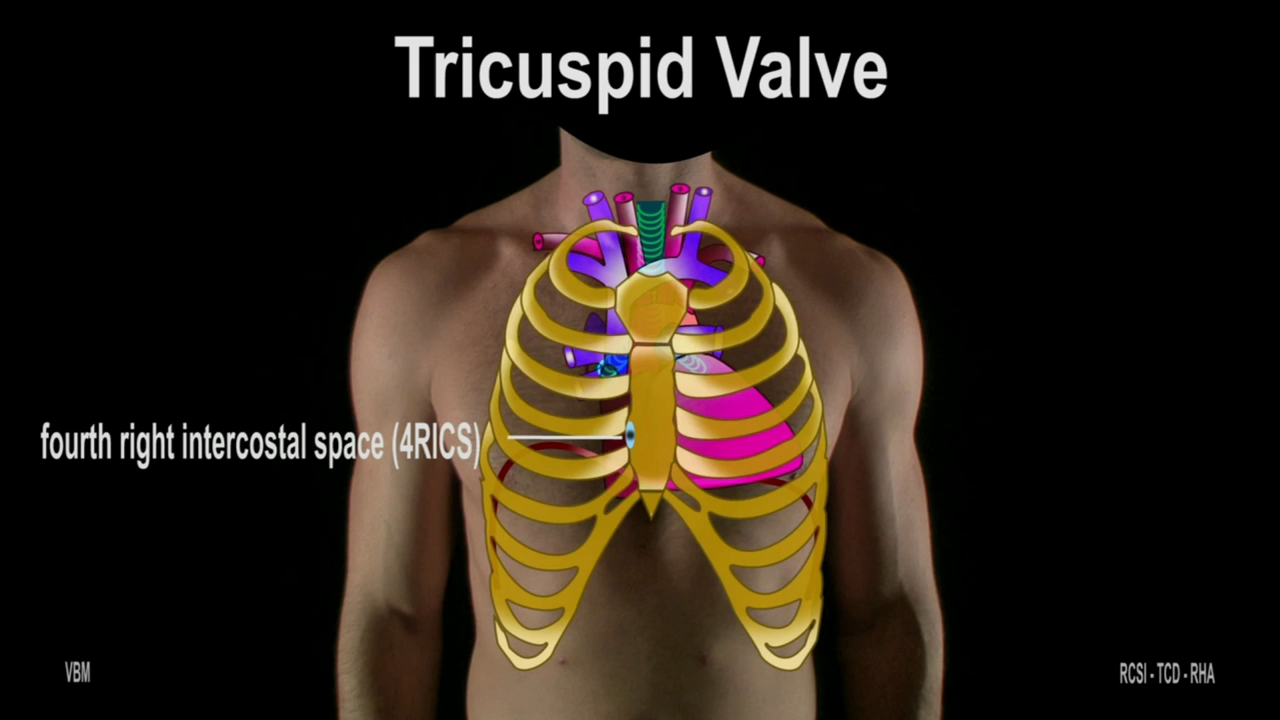 Tricuspid Valve
fourth right intercostal space (4RICS)
VBM
RCSI - TCD - RHA